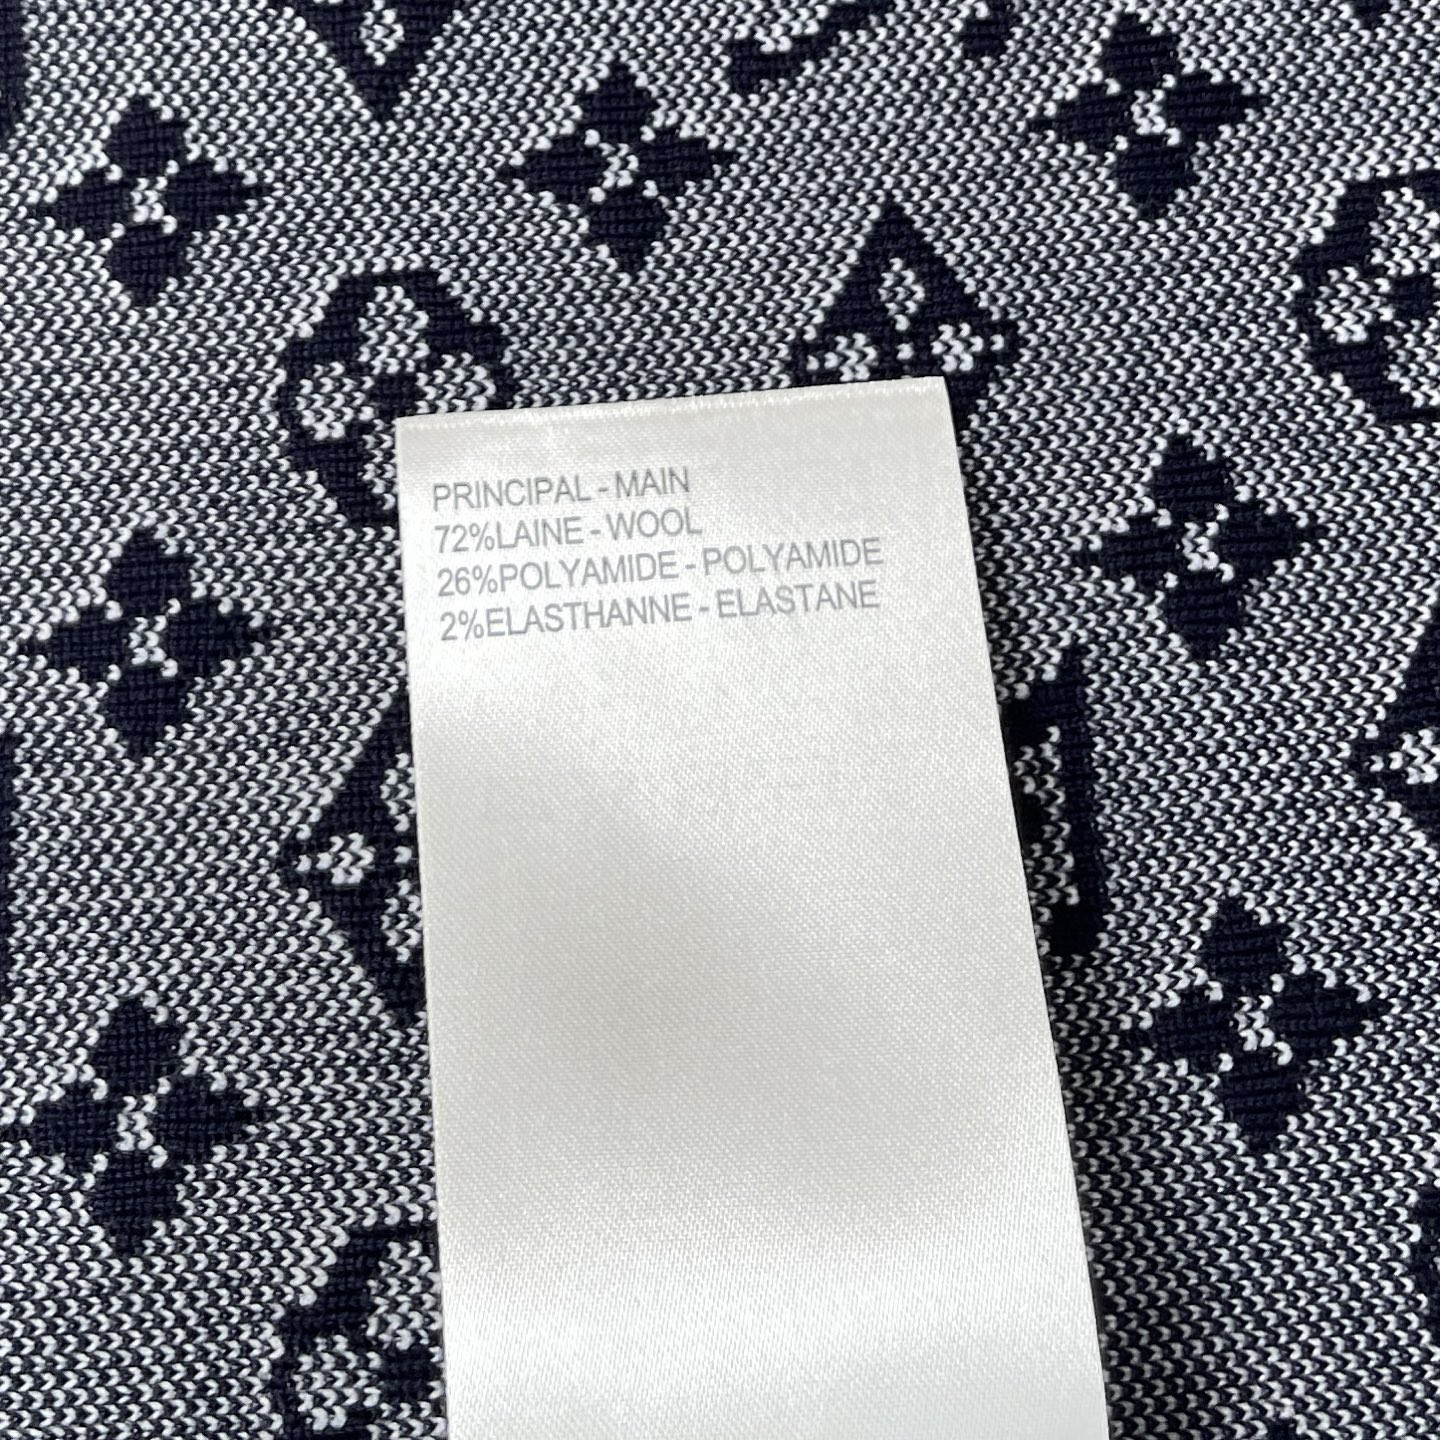 PRINCIPAL - MAIN
72%LAINE - WOOL
26%POLYAMIDE - POLYAMIDE
2%ELASTHANNE - ELASTANE